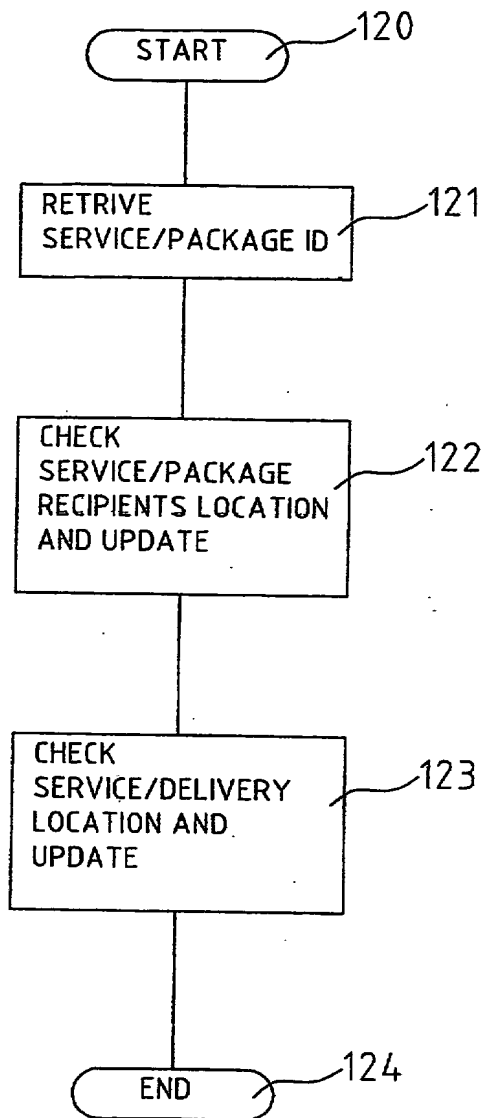 START
120
RETRIVE
SERVICE/PACKAGE ID
121
CHECK
SERVICE/PACKAGE
RECIPIENTS LOCATION
AND UPDATE
122
CHECK
SERVICE/DELIVERY
LOCATION AND
UPDATE
123
END
124